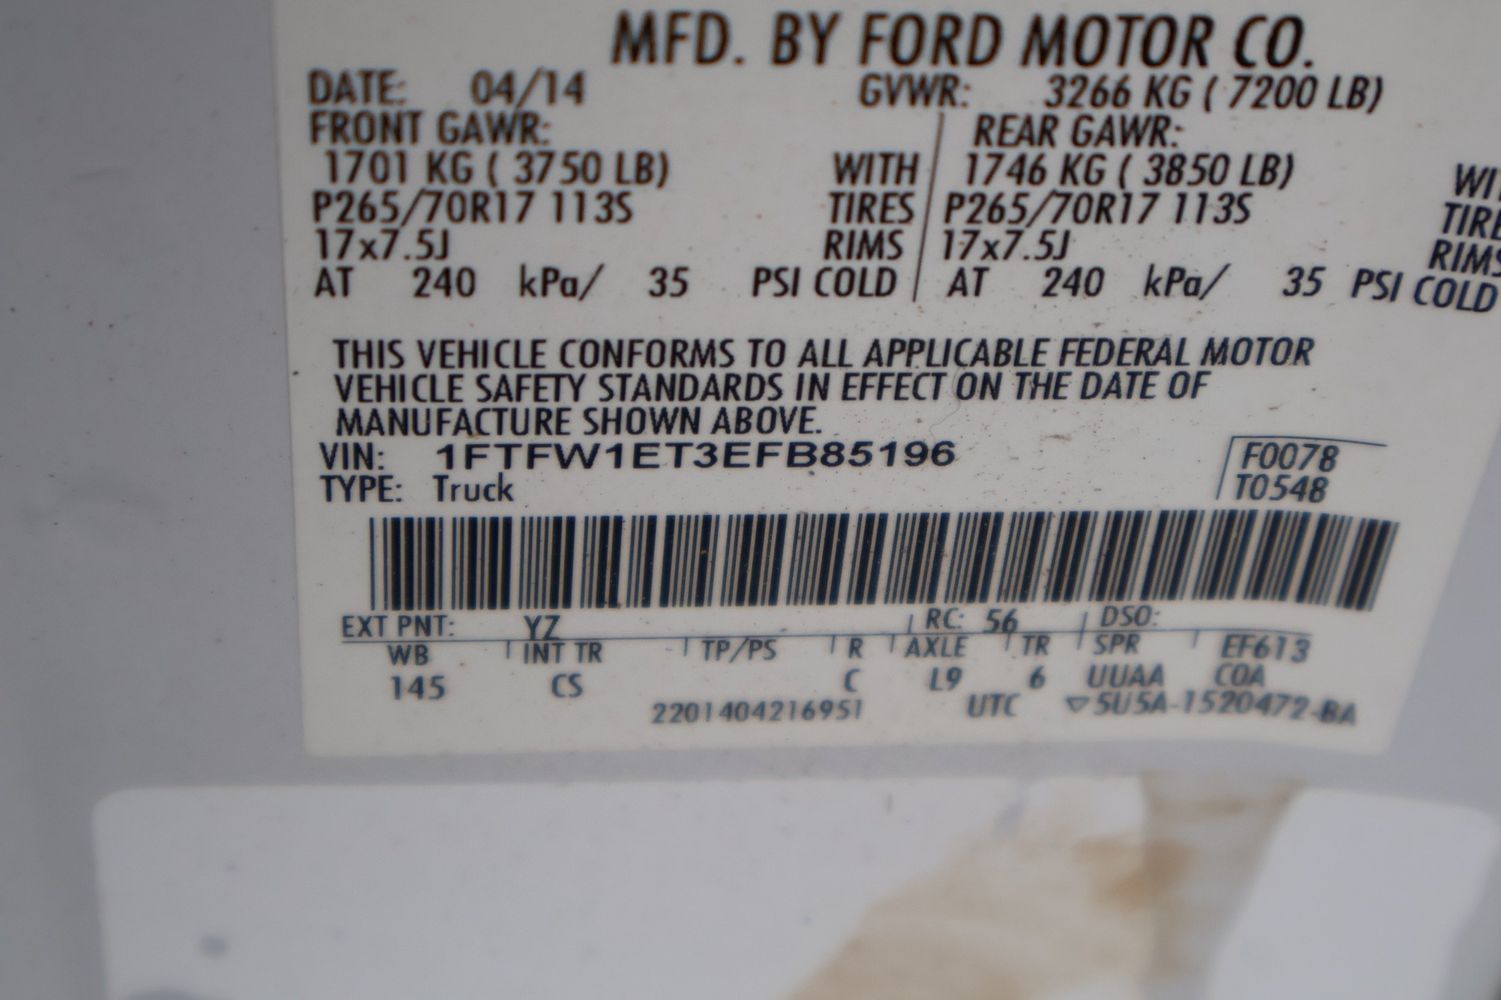 MFD. BY FORD MOTOR CO.
DATE: 04/14 GVWR: 3266 KG ( 7200 LB)
FRONT GAWR: REAR GAWR:
1701 KG ( 3750 LB) WITH 1746 KG ( 3850 LB) WI
P265/70R17 113S TIRES P265/70R17 113S TIRE
17x7.5J RIMS 17x7.5J RIMS
AT 240 kPa/ 35 PSI COLD AT 240 kPa/ 35 PSI COLD
THIS VEHICLE CONFORMS TO ALL APPLICABLE FEDERAL MOTOR
VEHICLE SAFETY STANDARDS IN EFFECT ON THE DATE OF
MANUFACTURE SHOWN ABOVE.
VIN: 1FTFW1ET3EFB85196 F0078
TYPE: Truck T0548
EXT PNT: YZ RC: 56 DSO:
WB INT TR TP/PS R AXLE TR SPR EF613
145 CS C L9 6 UUAA COA
2201404216951 UTC ▽5U5A-1520472-BA